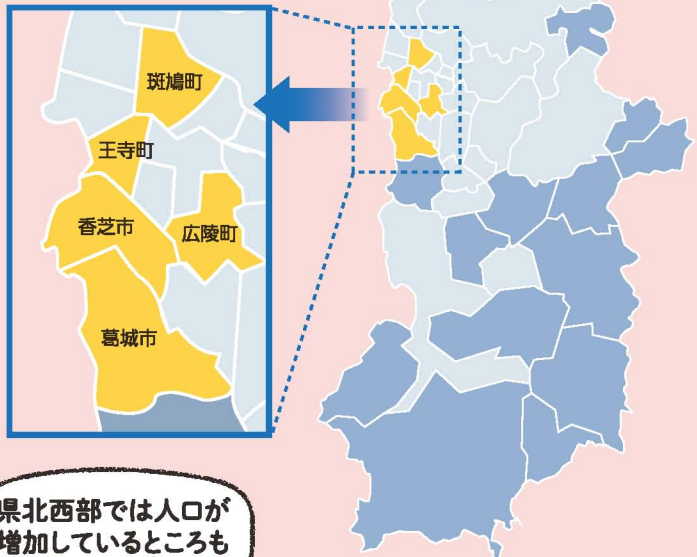 斑鳩町
王寺町
香芝市
広陵町
葛城市
県北西部では人口が
増加しているところも